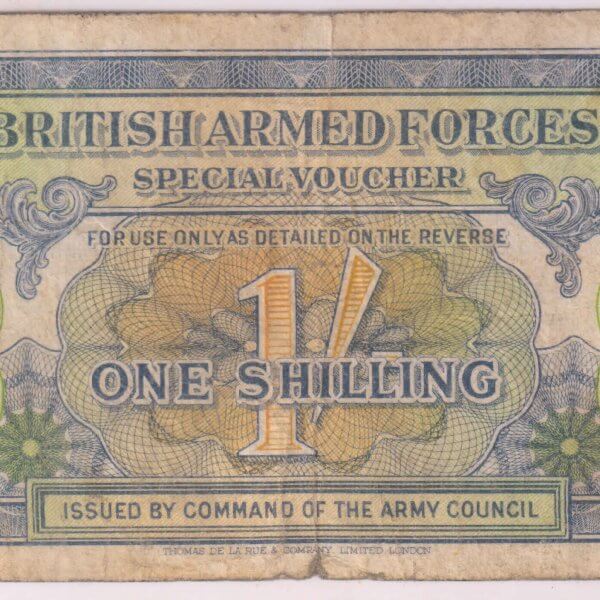 BRITISH ARMED FORCES
SPECIAL VOUCHER
FOR USE ONLY AS DETAILED ON THE REVERSE
1/-
ONE SHILLING
ISSUED BY COMMAND OF THE ARMY COUNCIL
THOMAS DE LA RUE & COMPANY, LIMITED, LONDON